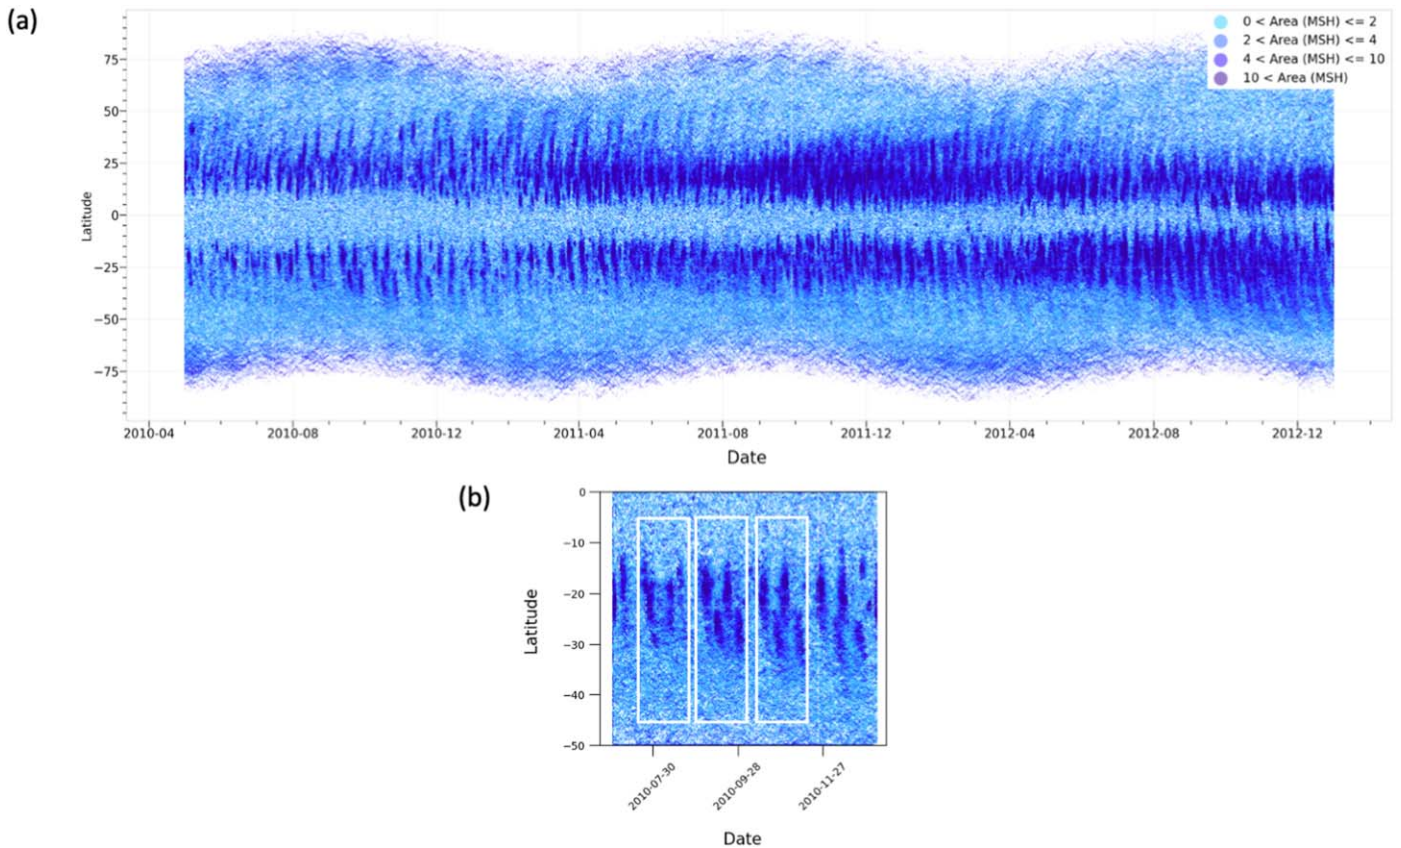 (a)
0 < Area (MSH) <= 2
2 < Area (MSH) <= 4
4 < Area (MSH) <= 10
10 < Area (MSH)
75
50
25
0
−25
−50
−75
Latitude
2010-04 2010-08 2010-12 2011-04 2011-08 2011-12 2012-04 2012-08 2012-12
Date
(b)
0
−10
−20
−30
−40
−50
Latitude
2010-07-30 2010-09-28 2010-11-27
Date